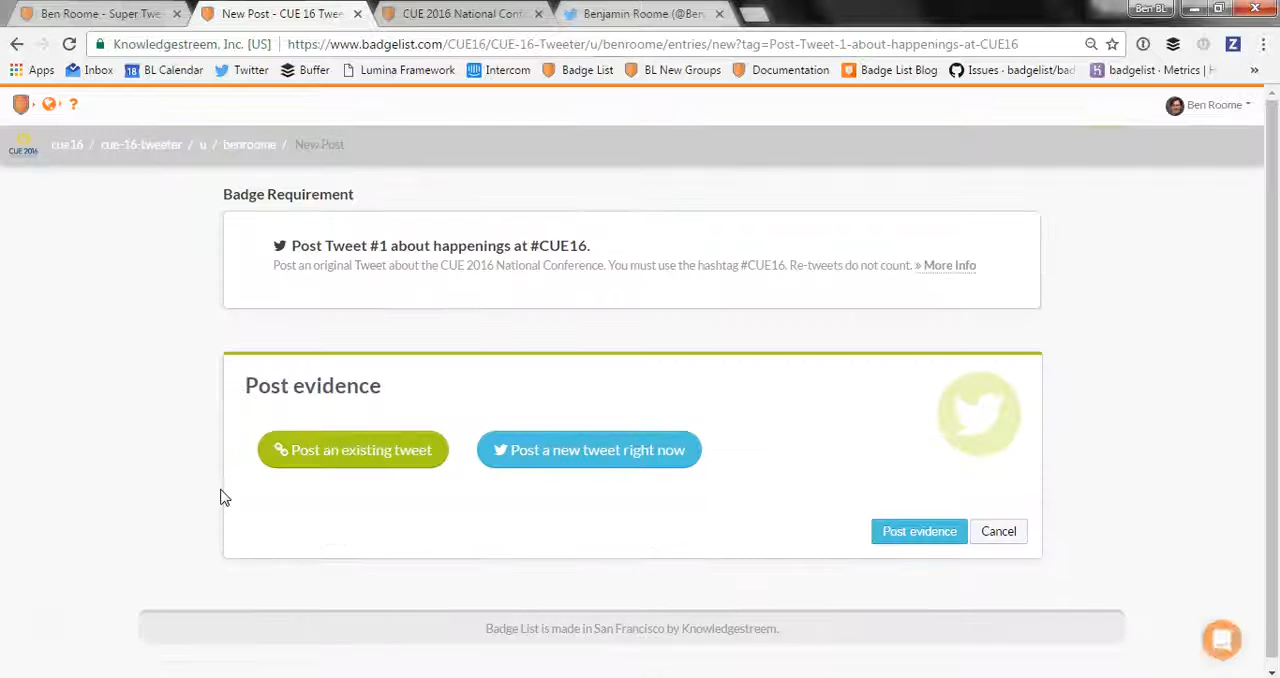 Ben Roome - Super Twe
New Post - CUE 16 Twee
CUE 2016 National Conf
Benjamin Roome (@Ben
Ben BL
Knowledgestreem, Inc. [US]
https://www.badgelist.com/CUE16/CUE-16-Tweeter/u/benroome/entries/new?tag=Post-Tweet-1-about-happenings-at-CUE16
Apps
Inbox
18 BL Calendar
Twitter
Buffer
Lumina Framework
Intercom
Badge List
BL New Groups
Documentation
Badge List Blog
Issues · badgelist/bad
badgelist · Metrics | H
»
?
Ben Roome
CUE 2016
cue16 / cue-16-tweeter / u / benroome / New Post
Badge Requirement
Post Tweet #1 about happenings at #CUE16.
Post an original Tweet about the CUE 2016 National Conference. You must use the hashtag #CUE16. Re-tweets do not count. » More Info
Post evidence
Post an existing tweet
Post a new tweet right now
Post evidence
Cancel
Badge List is made in San Francisco by Knowledgestreem.